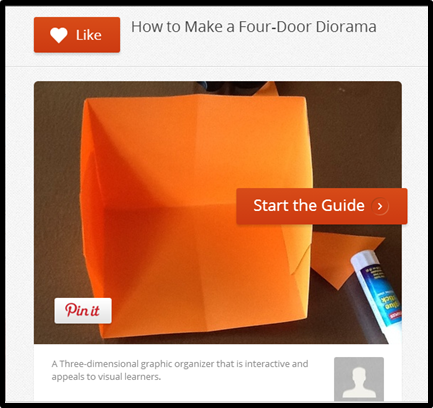 Like
How to Make a Four-Door Diorama
Start the Guide
Pin it
A Three-dimensional graphic organizer that is interactive and
appeals to visual learners.